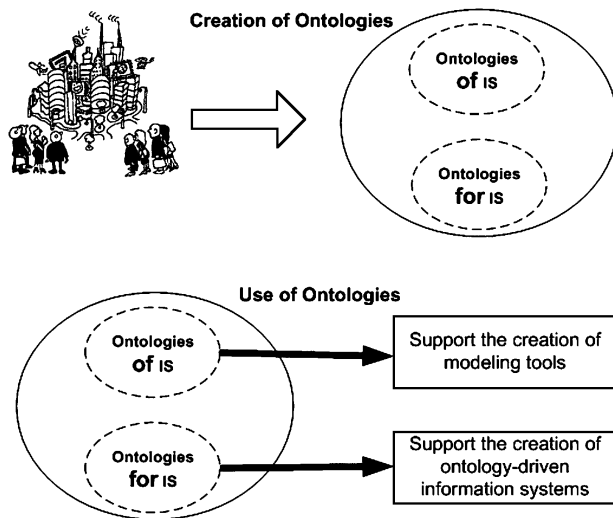 Creation of Ontologies
Ontologies
of IS
Ontologies
for IS
Use of Ontologies
Ontologies
of IS
Support the creation of
modeling tools
Ontologies
for IS
Support the creation of
ontology-driven
information systems